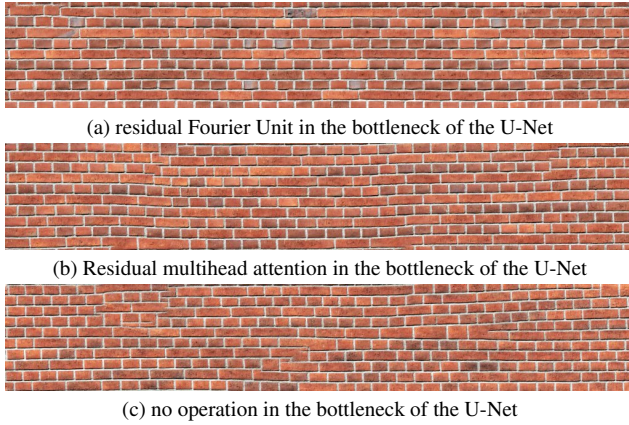 (a) residual Fourier Unit in the bottleneck of the U-Net
(b) Residual multihead attention in the bottleneck of the U-Net
(c) no operation in the bottleneck of the U-Net